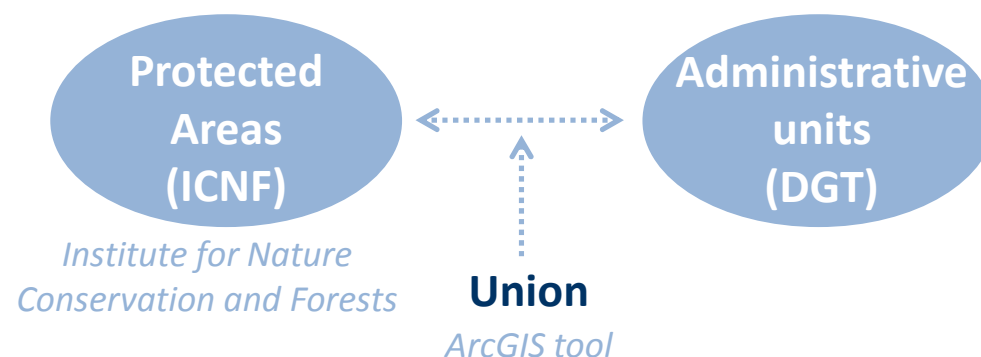 Protected
Areas
(ICNF)
Administrative
units
(DGT)
Institute for Nature
Conservation and Forests
Union
ArcGIS tool